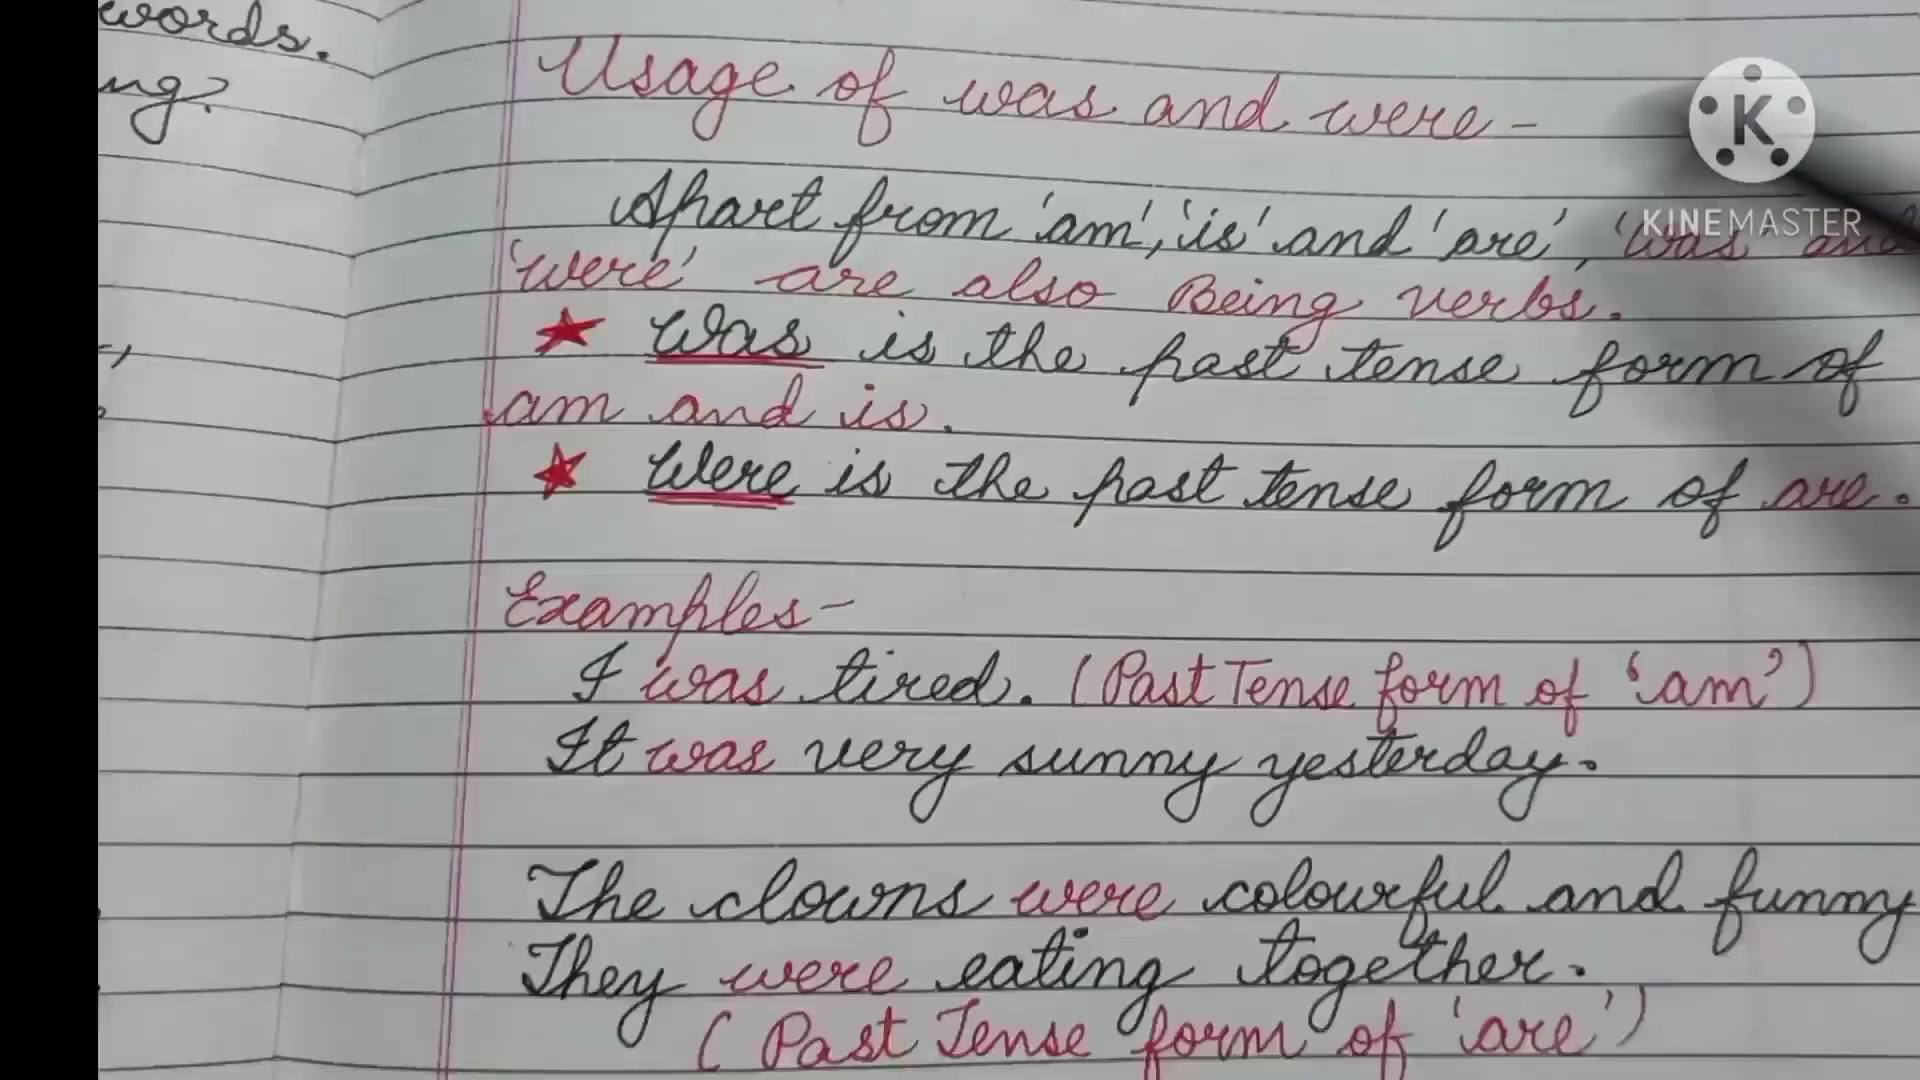 words.
ng?
Usage of was and were -
Apart from 'am', 'is' and 'are', 'was and
'were' are also Being verbs.
★ Was is the past tense form of
am and is.
★ Were is the past tense form of are.
Examples -
I was tired. (Past Tense form of 'am')
It was very sunny yesterday.
The clowns were colourful and funny
They were eating together.
(Past Tense form of 'are')
K
KINEMASTER